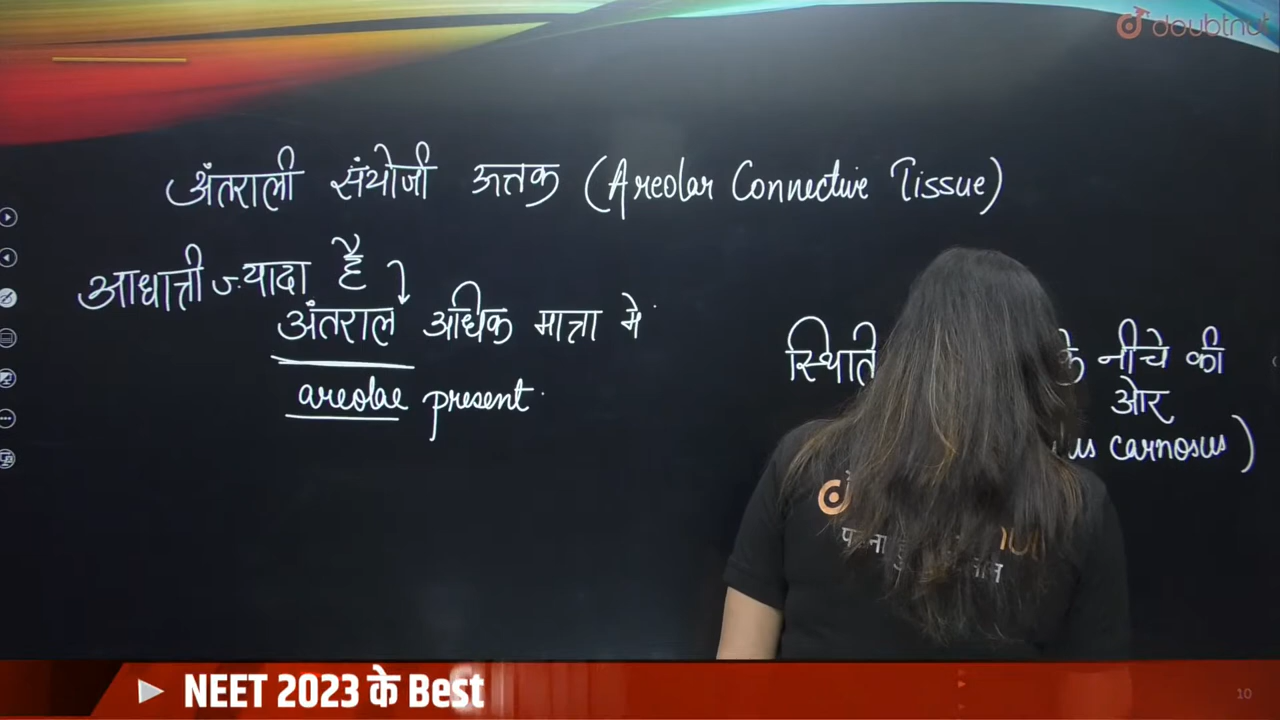 doubtnut
अंतराली संयोजी ऊतक (Areolar Connective Tissue)
आधात्री ज्यादा है
अंतराल अधिक मात्रा मे
areolae present
स्थिति के नीचे की
ओर
carnosus)
NEET 2023 के Best
10